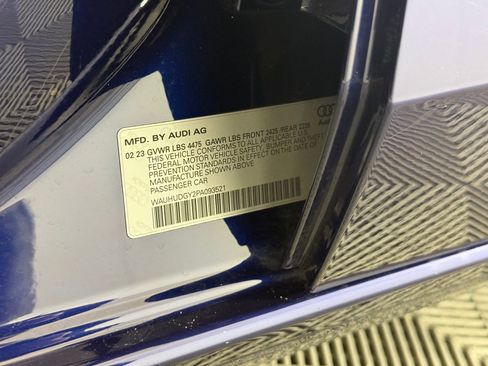 MFD. BY AUDI AG
02 23 GVWR LBS 4475 GAWR LBS FRONT 2425 /REAR 2238
THIS VEHICLE CONFORMS TO ALL APPLICABLE U.S.
FEDERAL MOTOR VEHICLE SAFETY, BUMPER AND THEFT
PREVENTION STANDARDS IN EFFECT ON THE DATE OF
MANUFACTURE SHOWN ABOVE
PASSENGER CAR
WAUHUDGY2PA093521
Audi